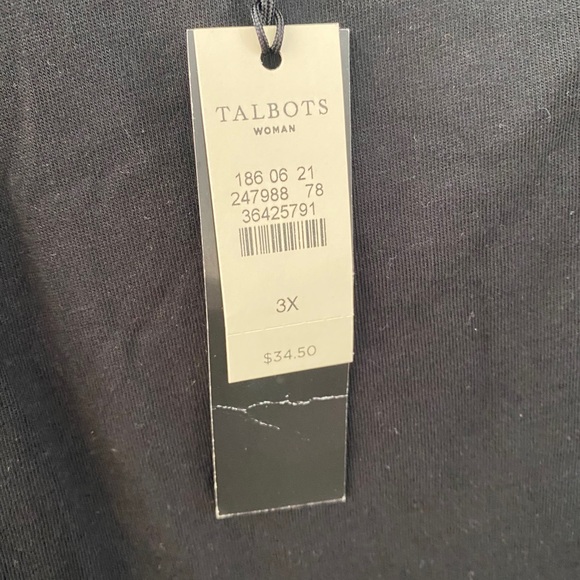 TALBOTS
WOMAN
186 06 21
247988 78
36425791
3X
$34.50